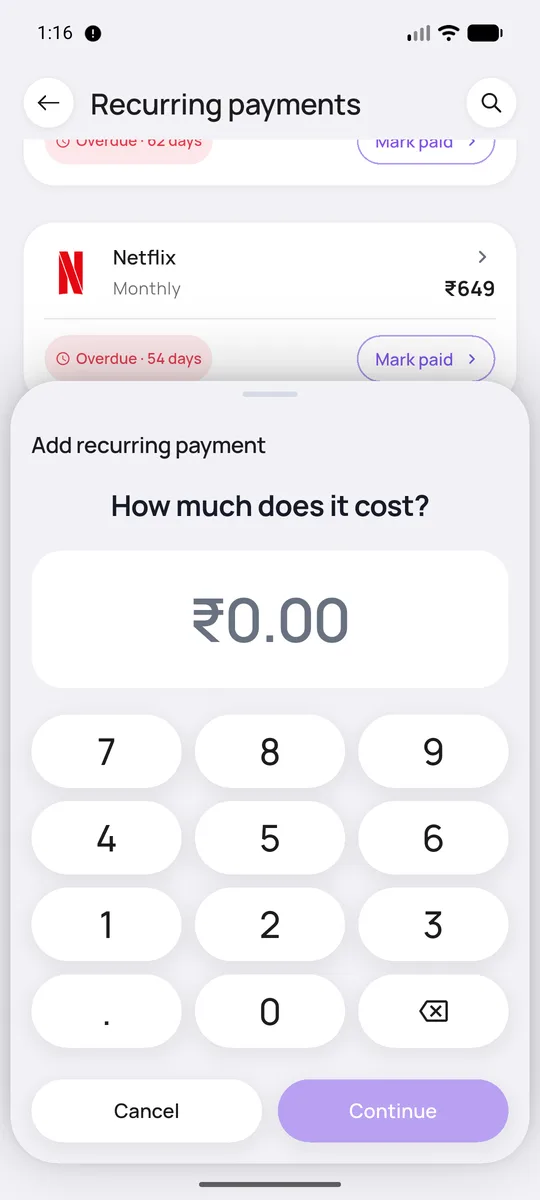 1:16
Recurring payments
Overdue · 62 days
Mark paid
Netflix
Monthly
₹649
Overdue · 54 days
Mark paid
Add recurring payment
How much does it cost?
₹0.00
7 8 9
4 5 6
1 2 3
. 0
Cancel Continue